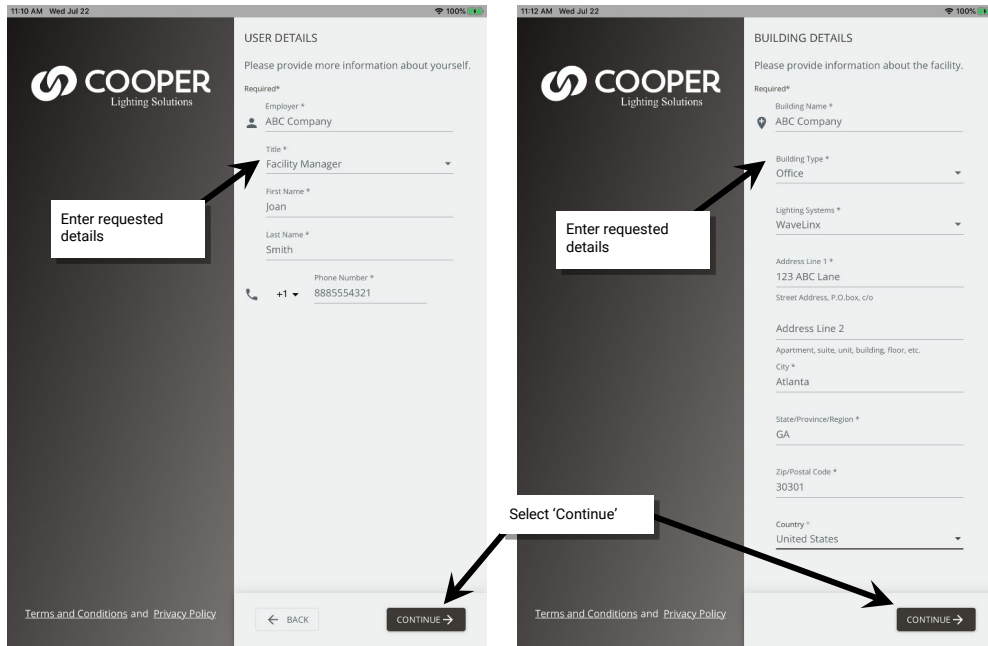 11:10 AM Wed Jul 22
100%
COOPER
Lighting Solutions
USER DETAILS
Please provide more information about yourself.
Required*
Employer *
ABC Company
Title *
Facility Manager
First Name *
Joan
Last Name *
Smith
Phone Number *
+1 8885554321
Enter requested
details
Terms and Conditions and Privacy Policy
BACK
CONTINUE
11:12 AM Wed Jul 22
100%
COOPER
Lighting Solutions
BUILDING DETAILS
Please provide information about the facility.
Required*
Building Name *
ABC Company
Building Type *
Office
Lighting Systems *
WaveLinx
Address Line 1 *
123 ABC Lane
Street Address, P.O.box, c/o
Address Line 2
Apartment, suite, unit, building, floor, etc.
City *
Atlanta
State/Province/Region *
GA
Zip/Postal Code *
30301
Country *
United States
Enter requested
details
Select ‘Continue’
Terms and Conditions and Privacy Policy
CONTINUE